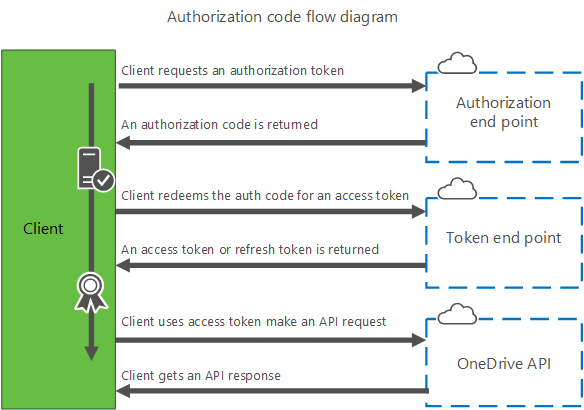 Authorization code flow diagram
Client requests an authorization token
Authorization
end point
An authorization code is returned
Client redeems the auth code for an access token
Client
Token end point
An access token or refresh token is returned
Client uses access token make an API request
OneDrive API
Client gets an API response